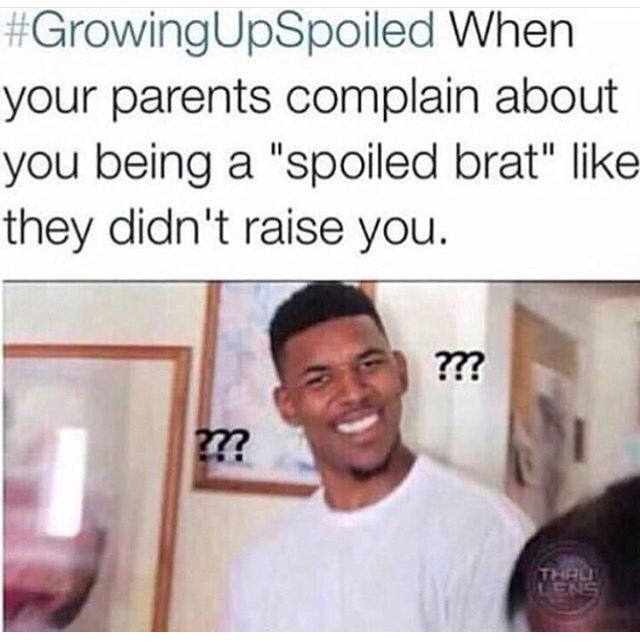 #GrowingUpSpoiled When
your parents complain about
you being a "spoiled brat" like
they didn't raise you.
???
???
THRU
LENS